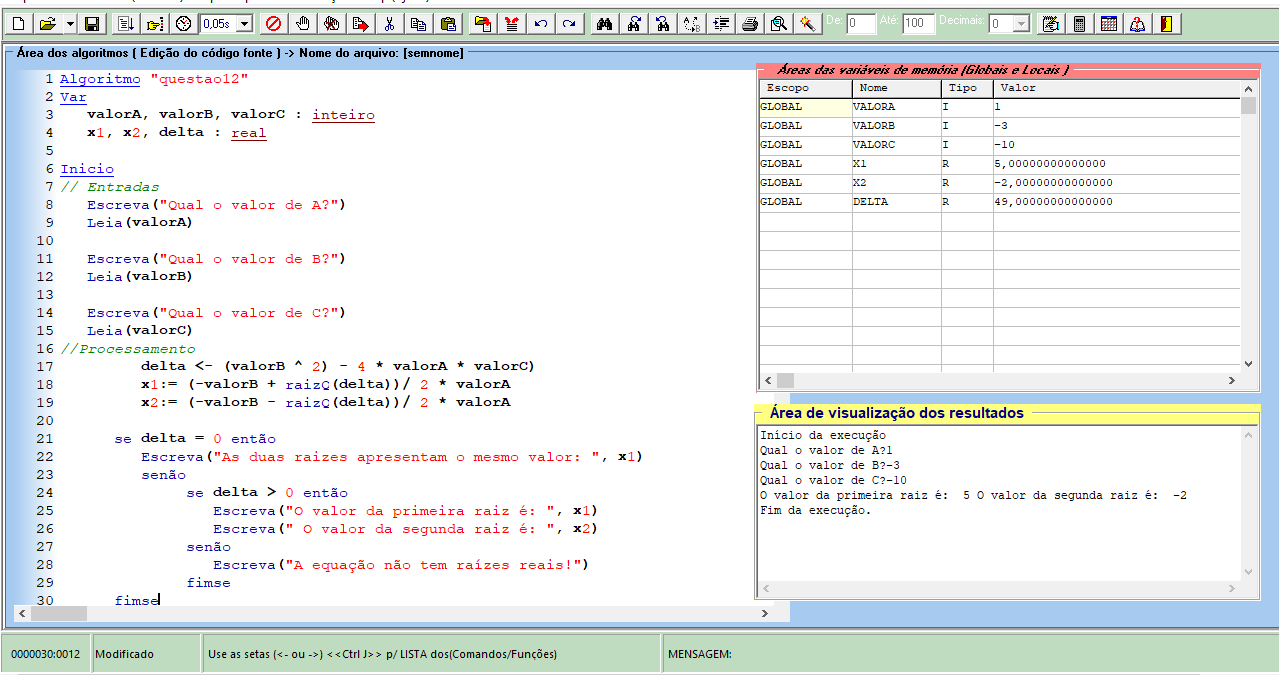 0,05s De: 0 Até: 100 Decimais: 0
Área dos algoritmos ( Edição do código fonte ) -> Nome do arquivo: [semnome]
1 Algoritmo "questao12"
2 Var
3 valorA, valorB, valorC : inteiro
4 x1, x2, delta : real
5
6 Inicio
7 // Entradas
8 Escreva("Qual o valor de A?")
9 Leia(valorA)
10
11 Escreva("Qual o valor de B?")
12 Leia(valorB)
13
14 Escreva("Qual o valor de C?")
15 Leia(valorC)
16 //Processamento
17 delta <- (valorB ^ 2) - 4 * valorA * valorC)
18 x1:= (-valorB + raizQ(delta))/ 2 * valorA
19 x2:= (-valorB - raizQ(delta))/ 2 * valorA
20
21 se delta = 0 então
22 Escreva("As duas raizes apresentam o mesmo valor: ", x1)
23 senão
24 se delta > 0 então
25 Escreva("O valor da primeira raiz é: ", x1)
26 Escreva(" O valor da segunda raiz é: ", x2)
27 senão
28 Escreva("A equação não tem raízes reais!")
29 fimse
30 fimse
Áreas das variáveis de memória (Globais e Locais )
Escopo Nome Tipo Valor
GLOBAL VALORA I 1
GLOBAL VALORB I -3
GLOBAL VALORC I -10
GLOBAL X1 R 5,00000000000000
GLOBAL X2 R -2,00000000000000
GLOBAL DELTA R 49,00000000000000
Área de visualização dos resultados
Início da execução
Qual o valor de A?1
Qual o valor de B?-3
Qual o valor de C?-10
O valor da primeira raiz é:  5 O valor da segunda raiz é:  -2
Fim da execução.
0000030:0012 Modificado Use as setas (<- ou ->) <<Ctrl J>> p/ LISTA dos(Comandos/Funções) MENSAGEM: